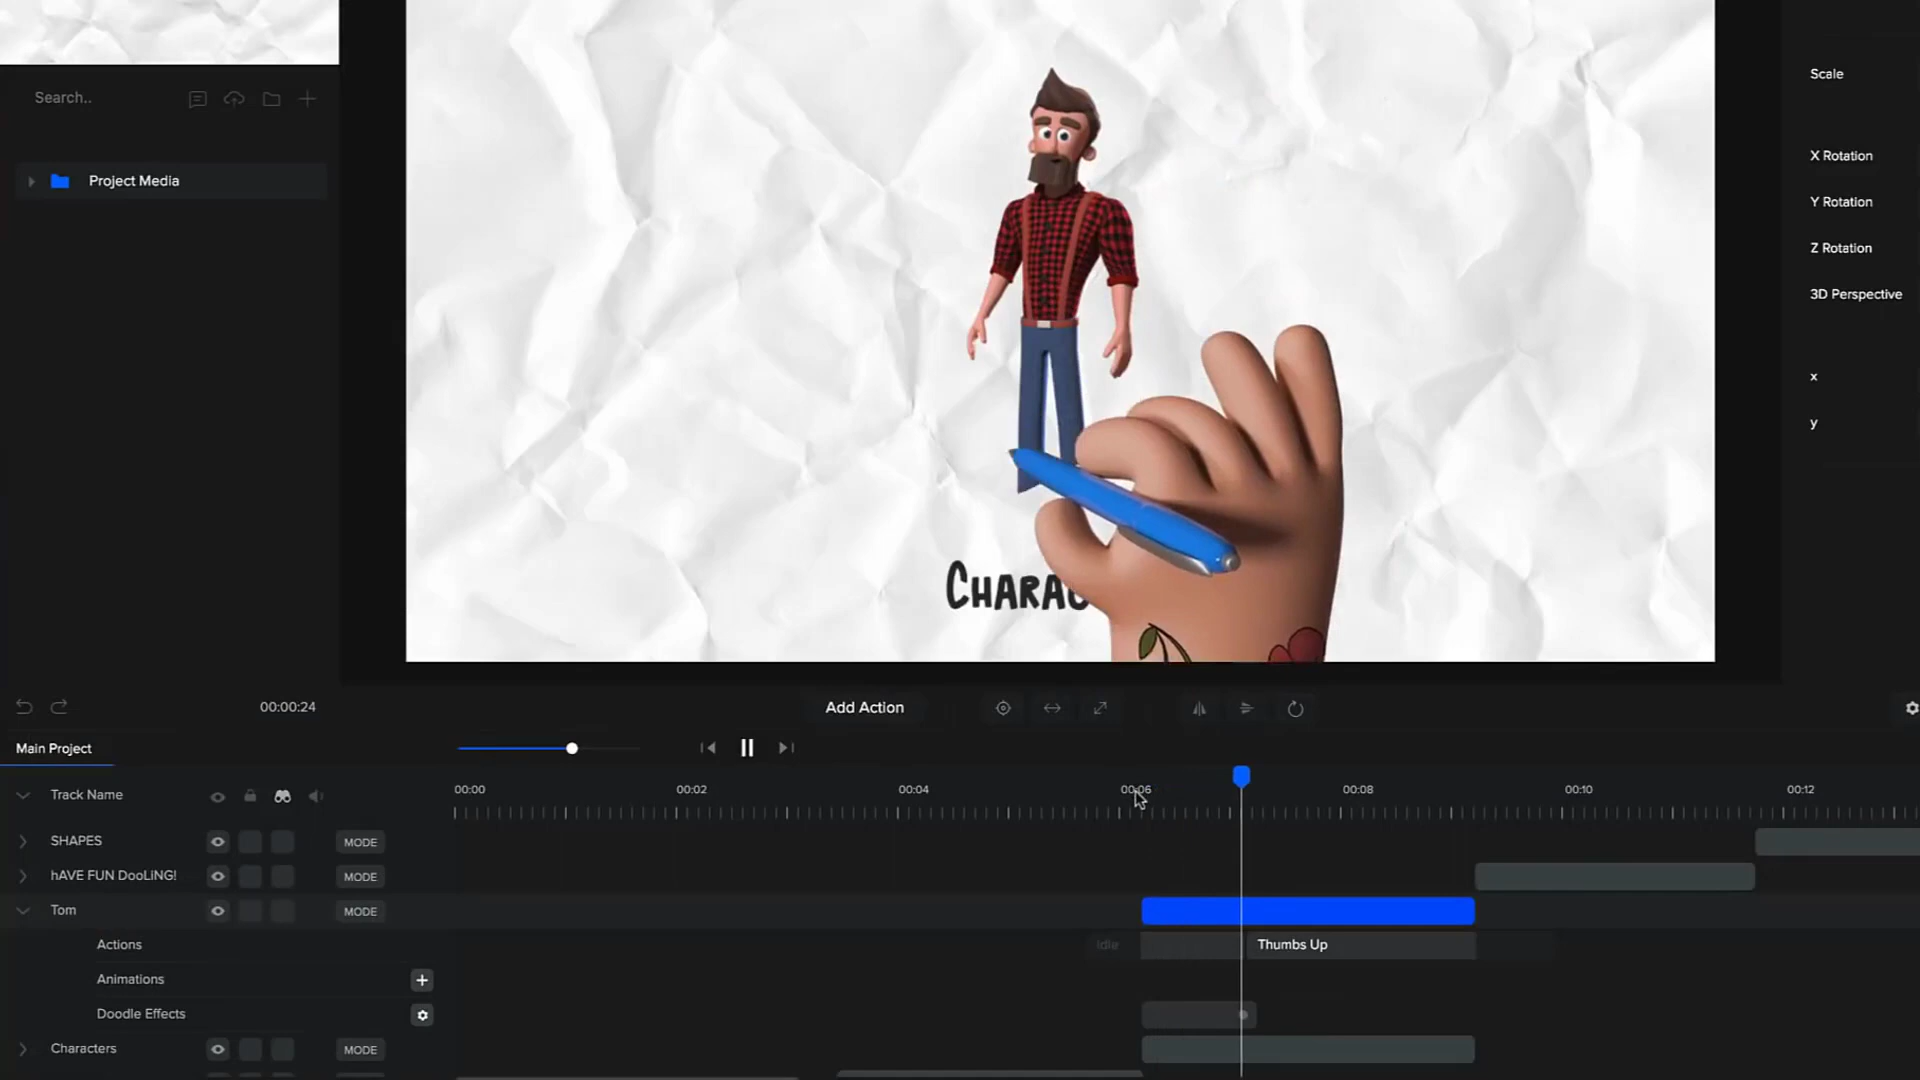 Search..
Scale
X Rotation
Project Media
Y Rotation
Z Rotation
3D Perspective
x
y
CHARAC
00:00:24
Add Action
Main Project
Track Name
00:00
00:02
00:04
00:06
00:08
00:10
00:12
SHAPES
MODE
hAVE FUN DooLING!
MODE
Tom
MODE
Actions
Idle
Thumbs Up
Animations
Doodle Effects
Characters
MODE